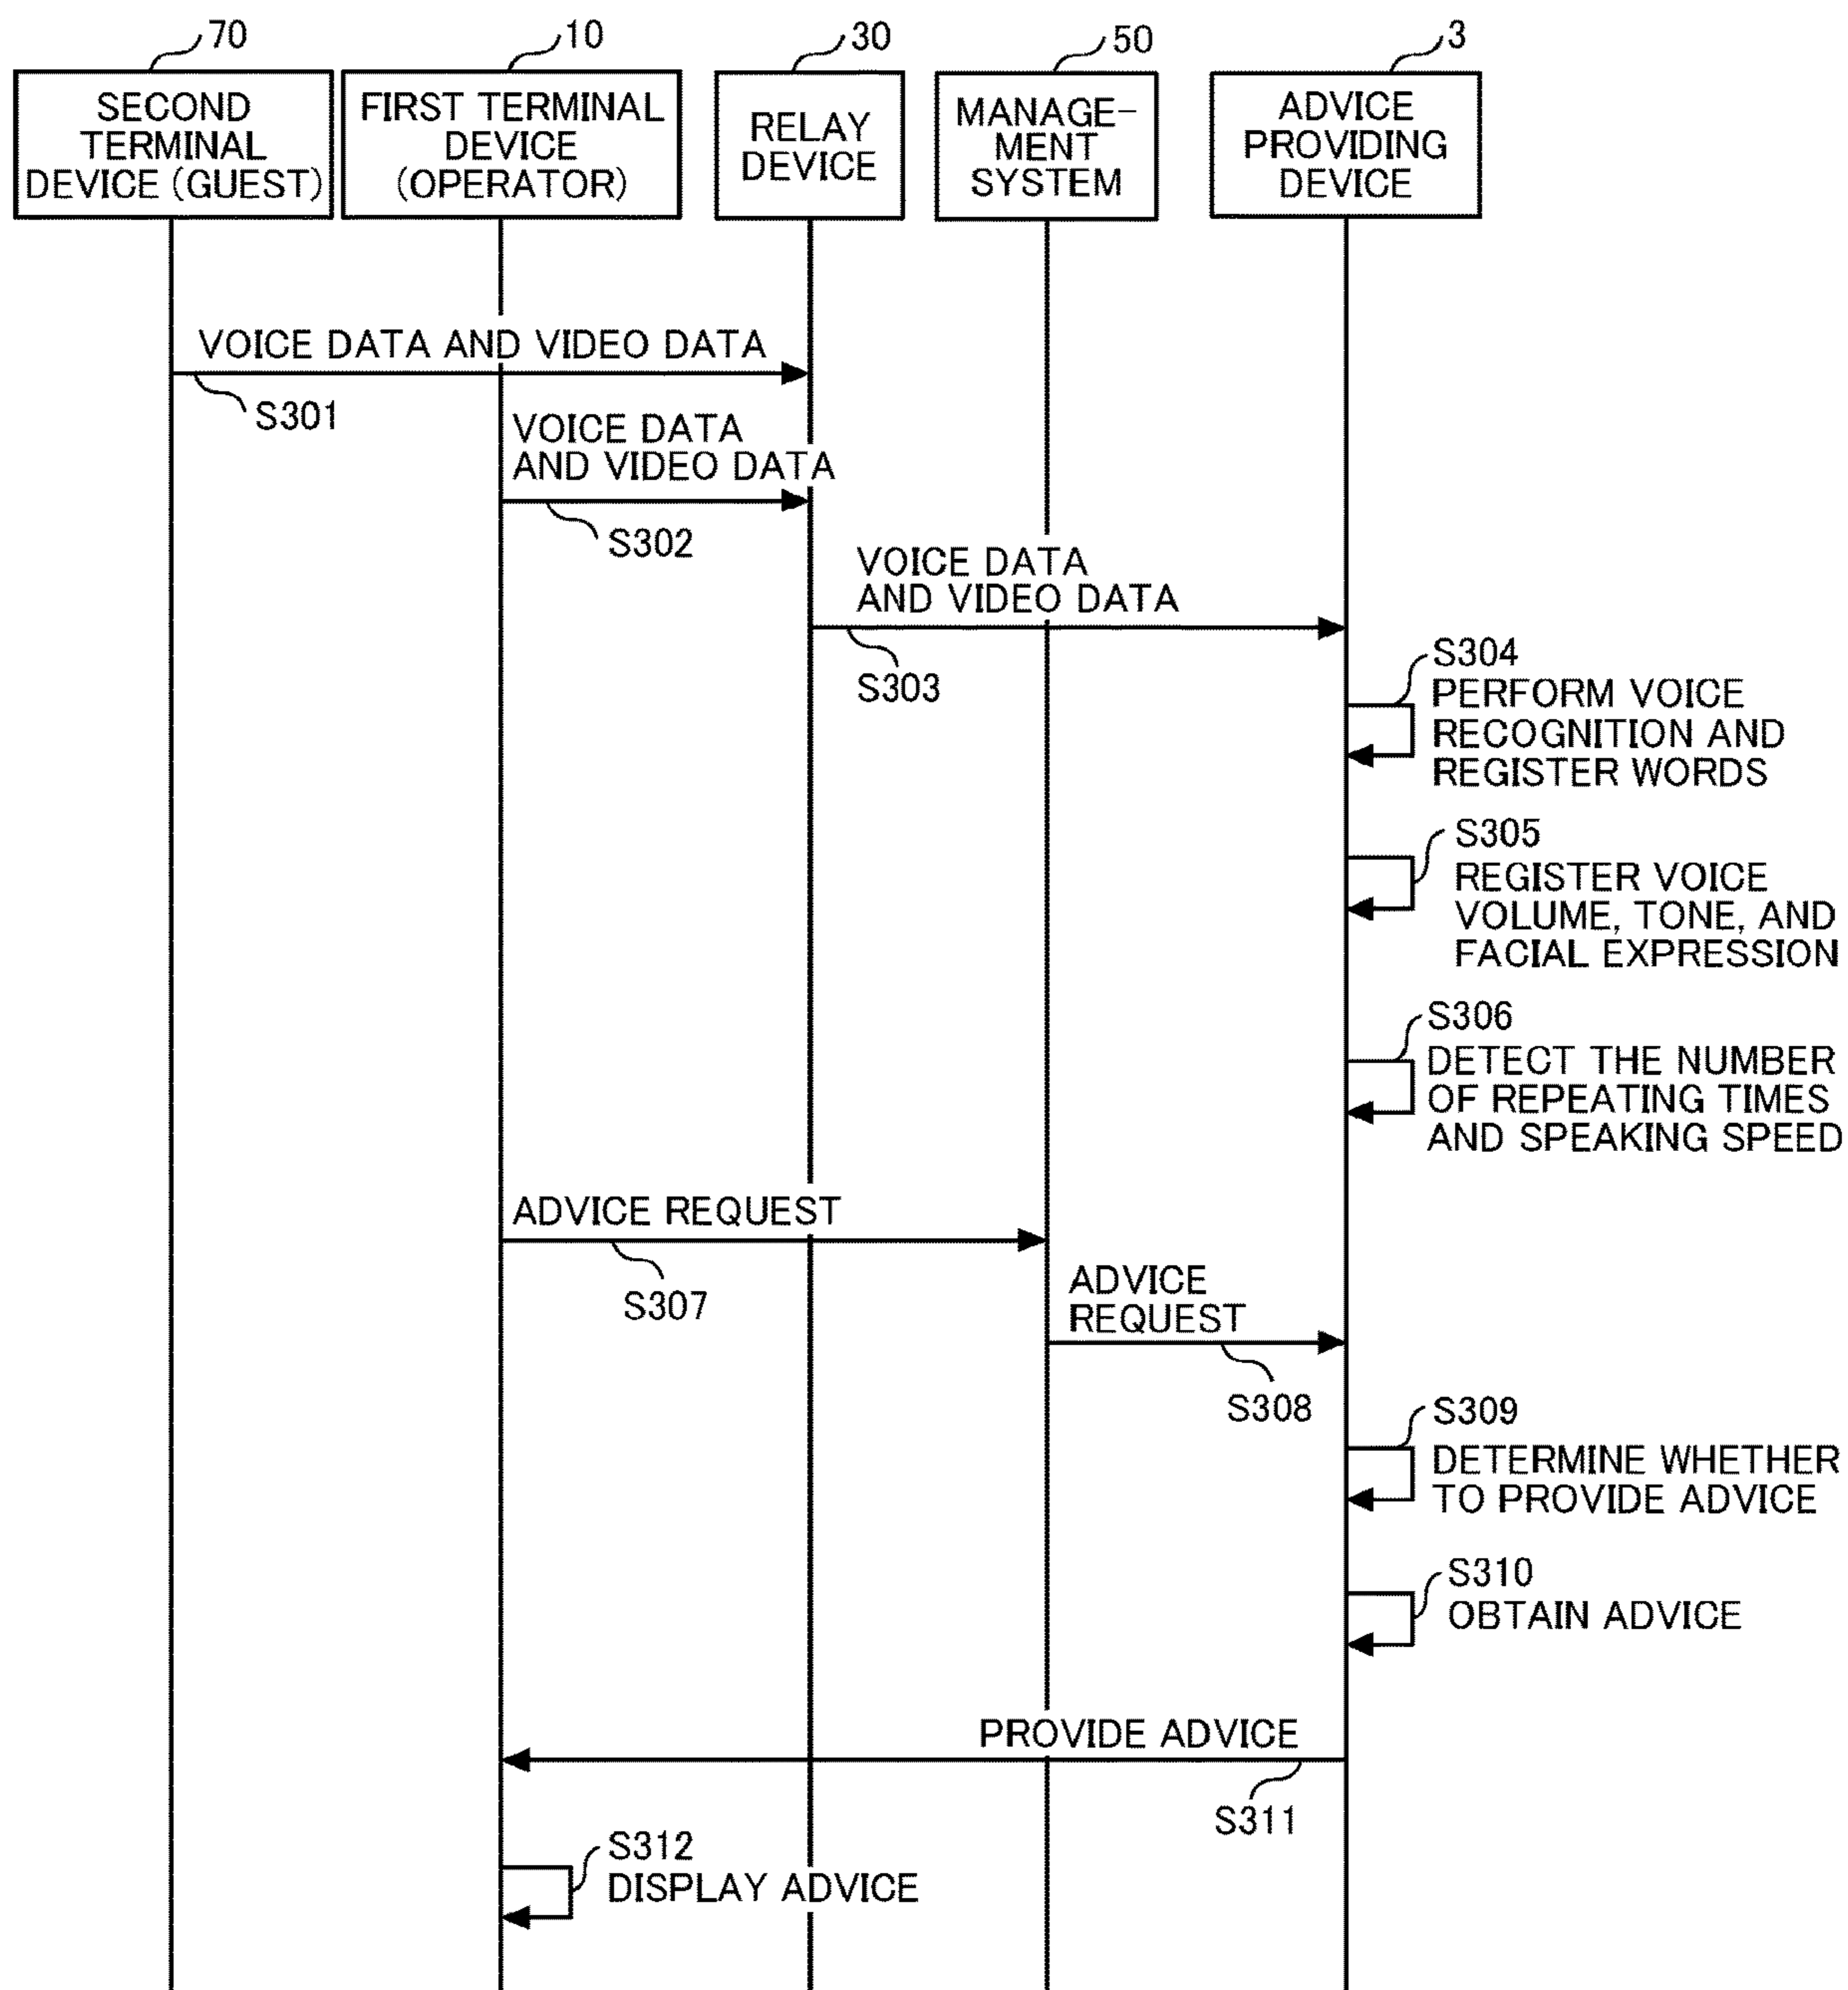 70
10
30
50
3
SECOND
TERMINAL
DEVICE (GUEST)
FIRST TERMINAL
DEVICE
(OPERATOR)
RELAY
DEVICE
MANAGE-
MENT
SYSTEM
ADVICE
PROVIDING
DEVICE
VOICE DATA AND VIDEO DATA
S301
VOICE DATA
AND VIDEO DATA
S302
VOICE DATA
AND VIDEO DATA
S303
S304
PERFORM VOICE
RECOGNITION AND
REGISTER WORDS
S305
REGISTER VOICE
VOLUME, TONE, AND
FACIAL EXPRESSION
S306
DETECT THE NUMBER
OF REPEATING TIMES
AND SPEAKING SPEED
ADVICE REQUEST
S307
ADVICE
REQUEST
S308
S309
DETERMINE WHETHER
TO PROVIDE ADVICE
S310
OBTAIN ADVICE
PROVIDE ADVICE
S311
S312
DISPLAY ADVICE